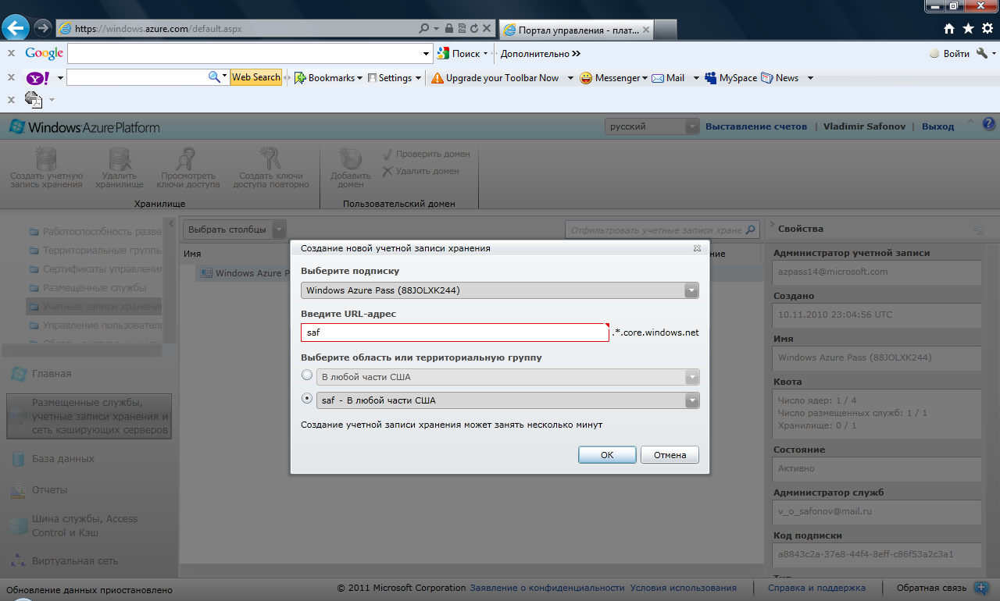 https://windows.azure.com/default.aspx
Портал управления - плат...
x Google
Поиск
Дополнительно »
Войти
x Y!
Web Search
Bookmarks
Settings
Upgrade your Toolbar Now
Messenger
Mail
MySpace
News
x
Windows Azure Platform
русский
Выставление счетов | Vladimir Safonov | Выход
Создать учетную
запись хранения
Удалить
хранилище
Просмотреть
ключи доступа
Создать ключи
доступа повторно
Хранилище
Добавить
домен
Проверить домен
Удалить домен
Пользовательский домен
Работоспособность разве
Территориальные группы
Сертификаты управления
Размещенные службы
Учетные записи хранения
Управление пользовате
Главная
Размещенные службы,
учетные записи хранения и
сеть кэширующих серверов
База данных
Отчеты
Шина службы, Access
Control и Кэш
Виртуальная сеть
Выбрать столбцы
Отфильтровать учетные записи хране
Имя
ние
Windows Azure P
Создание новой учетной записи хранения
Выберите подписку
Windows Azure Pass (88JOLXK244)
Введите URL-адрес
saf
.*.core.windows.net
Выберите область или территориальную группу
В любой части США
saf - В любой части США
Создание учетной записи хранения может занять несколько минут
OK
Отмена
Свойства
Администратор учетной записи
azpass14@microsoft.com
Создано
10.11.2010 23:04:56 UTC
Имя
Windows Azure Pass (88JOLXK244)
Квота
Число ядер: 1 / 4
Число размещенных служб: 1 / 1
Хранилище: 0 / 1
Состояние
Активно
Администратор служб
v_o_safonov@mail.ru
Код подписки
a8843c2a-37e8-44f4-8eff-c86f53a2c3a1
Обновление данных приостановлено
© 2011 Microsoft Corporation Заявление о конфиденциальности Условия использования
Справка и поддержка
Обратная связь